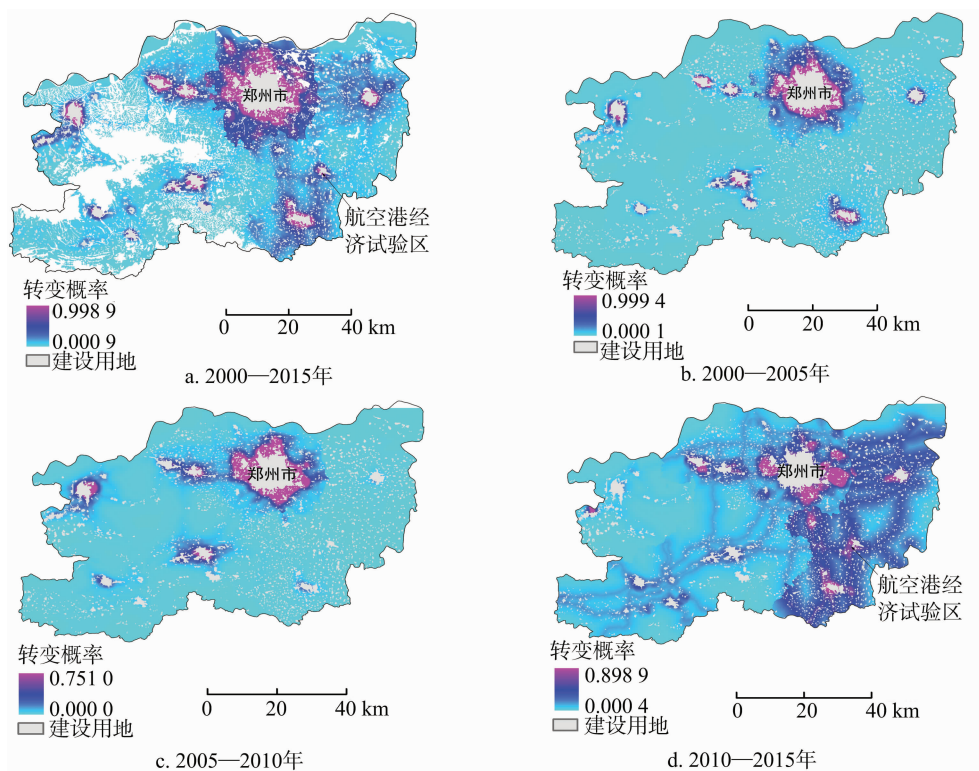 郑州市
航空港经
济试验区
转变概率
0.998 9
0.000 9
建设用地
0 20 40 km
a. 2000—2015年
郑州市
转变概率
0.999 4
0.000 1
建设用地
0 20 40 km
b. 2000—2005年
郑州市
转变概率
0.751 0
0.000 0
建设用地
0 20 40 km
c. 2005—2010年
郑州市
航空港经
济试验区
转变概率
0.898 9
0.000 4
建设用地
0 20 40 km
d. 2010—2015年